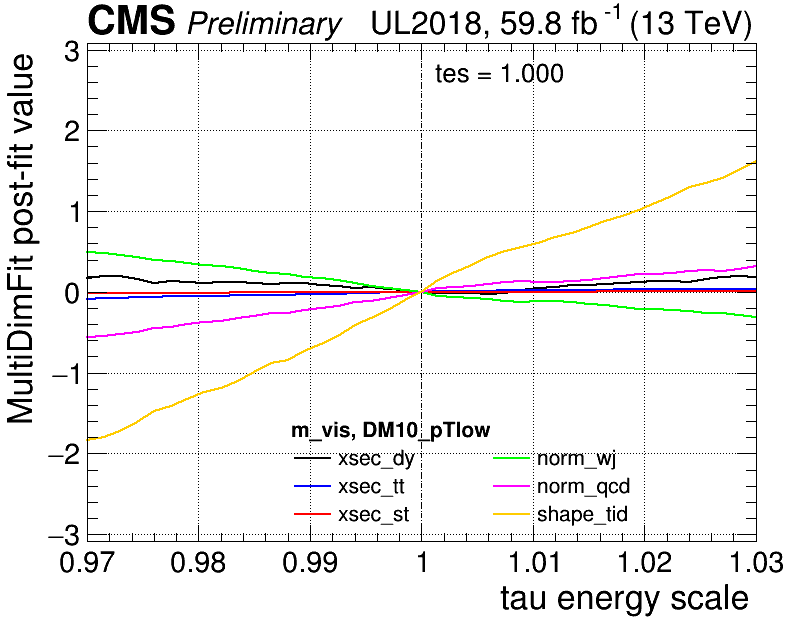 CMS Preliminary UL2018, 59.8 fb⁻¹ (13 TeV)
MultiDimFit post-fit value
3
2
1
0
−1
−2
−3
tes = 1.000
m_vis, DM10_pTlow
xsec_dy norm_wj
xsec_tt norm_qcd
xsec_st shape_tid
0.97 0.98 0.99 1 1.01 1.02 1.03
tau energy scale